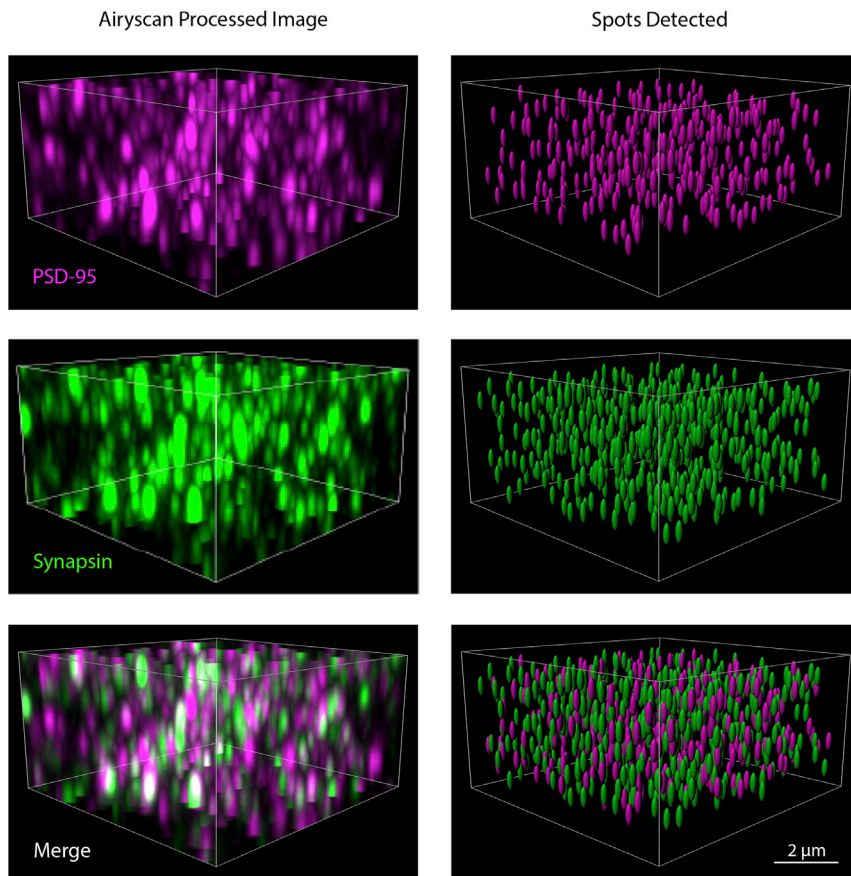 Airyscan Processed Image
Spots Detected
PSD-95
Synapsin
Merge
2 μm